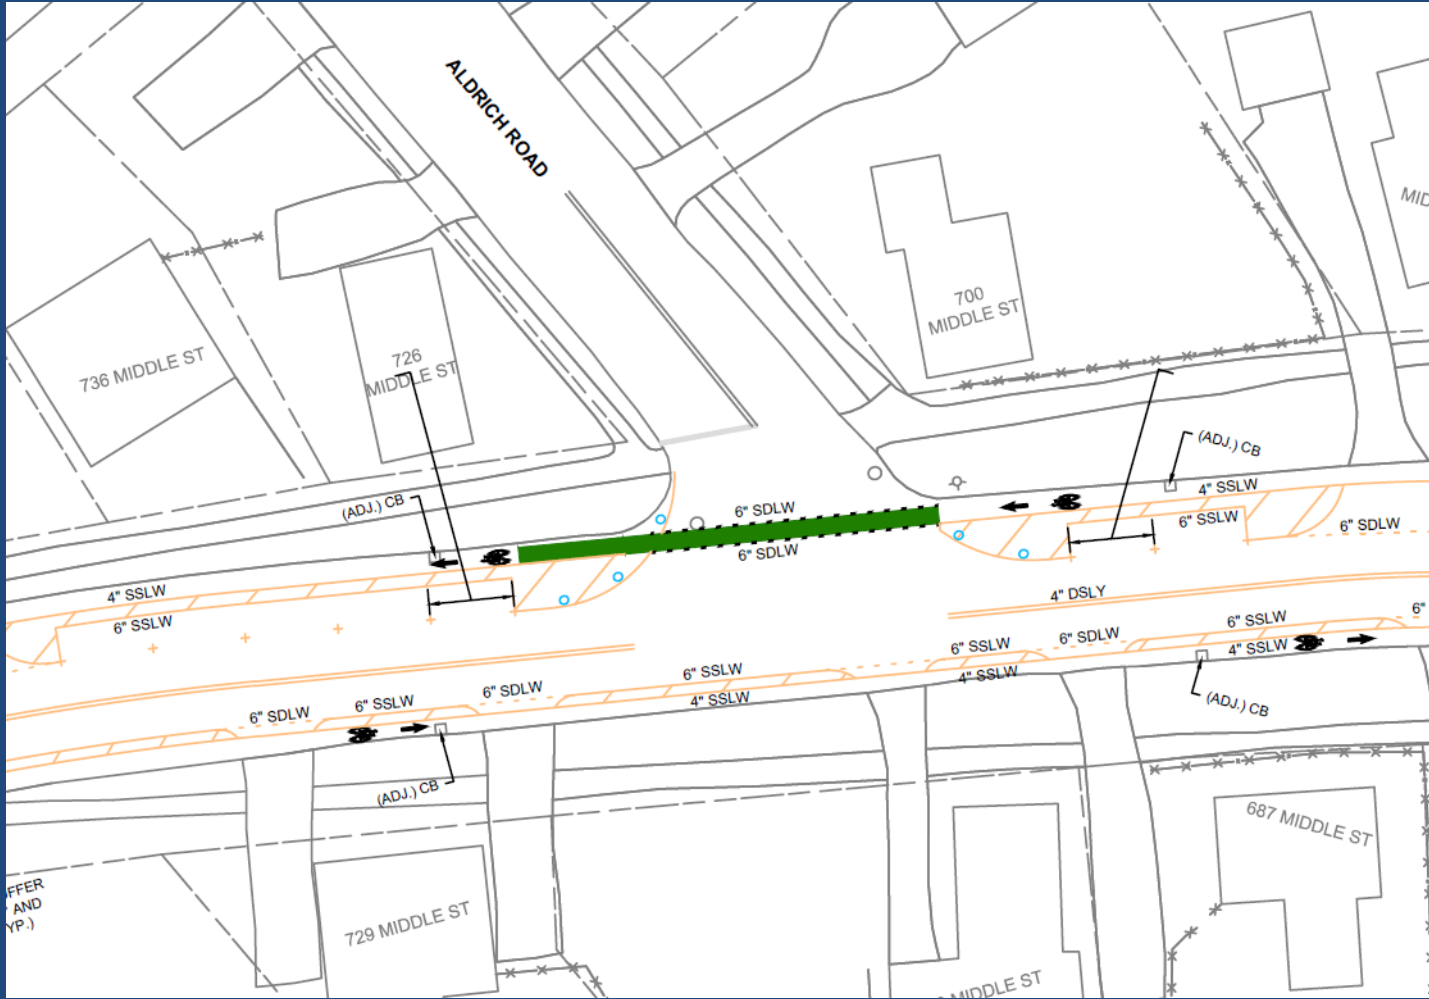 ALDRICH ROAD
700
MIDDLE ST
MID
736 MIDDLE ST
726
MIDDLE ST
(ADJ.) CB
(ADJ.) CB
4" SSLW
6" SSLW
6" SDLW
6" SDLW
6" SDLW
4" SSLW
6" SSLW
4" DSLY
6" SSLW
6" SDLW
6" SSLW
4" SSLW
6"
6" SSLW
4" SSLW
6" SDLW
6" SSLW
4" SSLW
6" SDLW
6" SSLW
(ADJ.) CB
(ADJ.) CB
687 MIDDLE ST
729 MIDDLE ST
MIDDLE ST
FFER
AND
YP.)